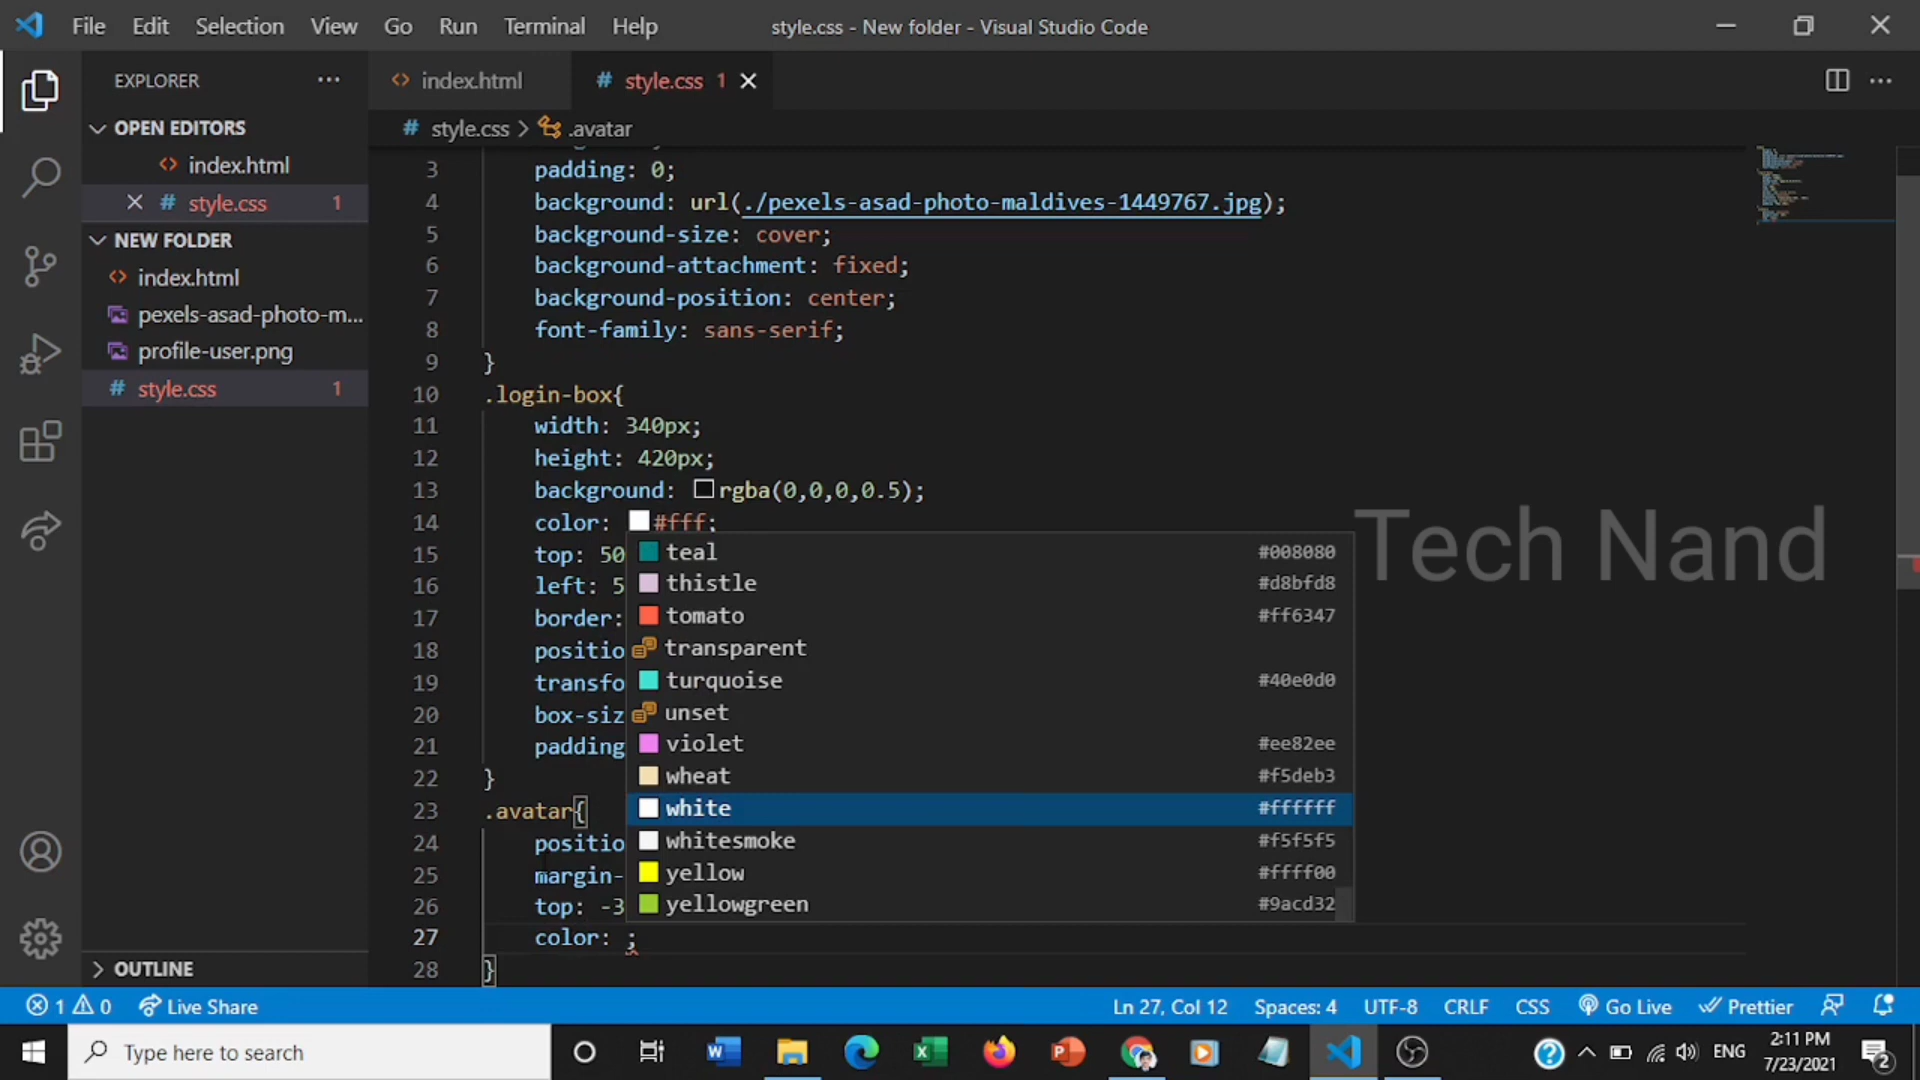 File Edit Selection View Go Run Terminal Help style.css - New folder - Visual Studio Code
EXPLORER
OPEN EDITORS
index.html
style.css 1
NEW FOLDER
index.html
pexels-asad-photo-m...
profile-user.png
style.css 1
OUTLINE
index.html style.css 1
style.css > .avatar
3 padding: 0;
4 background: url(./pexels-asad-photo-maldives-1449767.jpg);
5 background-size: cover;
6 background-attachment: fixed;
7 background-position: center;
8 font-family: sans-serif;
9 }
10 .login-box{
11 width: 340px;
12 height: 420px;
13 background: rgba(0,0,0,0.5);
14 color: #fff;
15 top: 50
16 left: 5
17 border:
18 positio
19 transfo
20 box-siz
21 padding
22 }
23 .avatar{
24 positio
25 margin-
26 top: -3
27 color: ;
28 }
teal #008080
thistle #d8bfd8
tomato #ff6347
transparent
turquoise #40e0d0
unset
violet #ee82ee
wheat #f5deb3
white #ffffff
whitesmoke #f5f5f5
yellow #ffff00
yellowgreen #9acd32
Tech Nand
1 0 Live Share Ln 27, Col 12 Spaces: 4 UTF-8 CRLF CSS Go Live Prettier
Type here to search
ENG
2:11 PM
7/23/2021
2